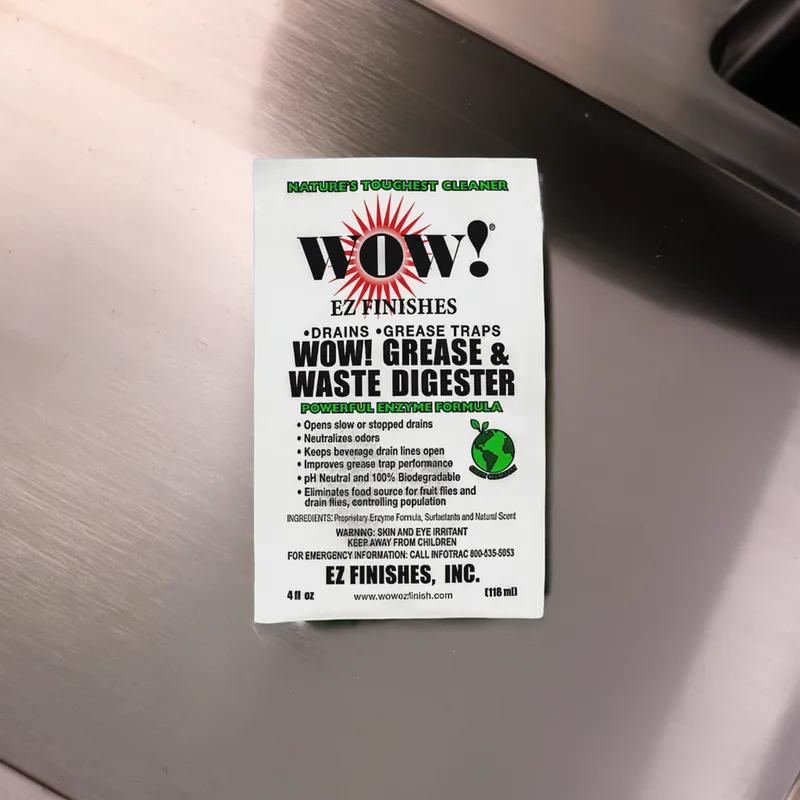 NATURE'S TOUGHEST CLEANER
WOW!®
EZ FINISHES
•DRAINS •GREASE TRAPS
WOW! GREASE &
WASTE DIGESTER
POWERFUL ENZYME FORMULA
• Opens slow or stopped drains
• Neutralizes odors
• Keeps beverage drain lines open
• Improves grease trap performance
• pH Neutral and 100% Biodegradable
• Eliminates food source for fruit flies and
drain flies, controlling population
INGREDIENTS: Proprietary Enzyme Formula, Surfactants and Natural Scent
WARNING: SKIN AND EYE IRRITANT
KEEP AWAY FROM CHILDREN
FOR EMERGENCY INFORMATION: CALL INFOTRAC 800-535-5053
EZ FINISHES, INC.
4 fl oz www.wowezfinish.com (118 ml)